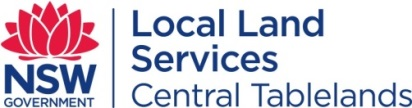 NSW
GOVERNMENT
Local Land
Services
Central Tablelands